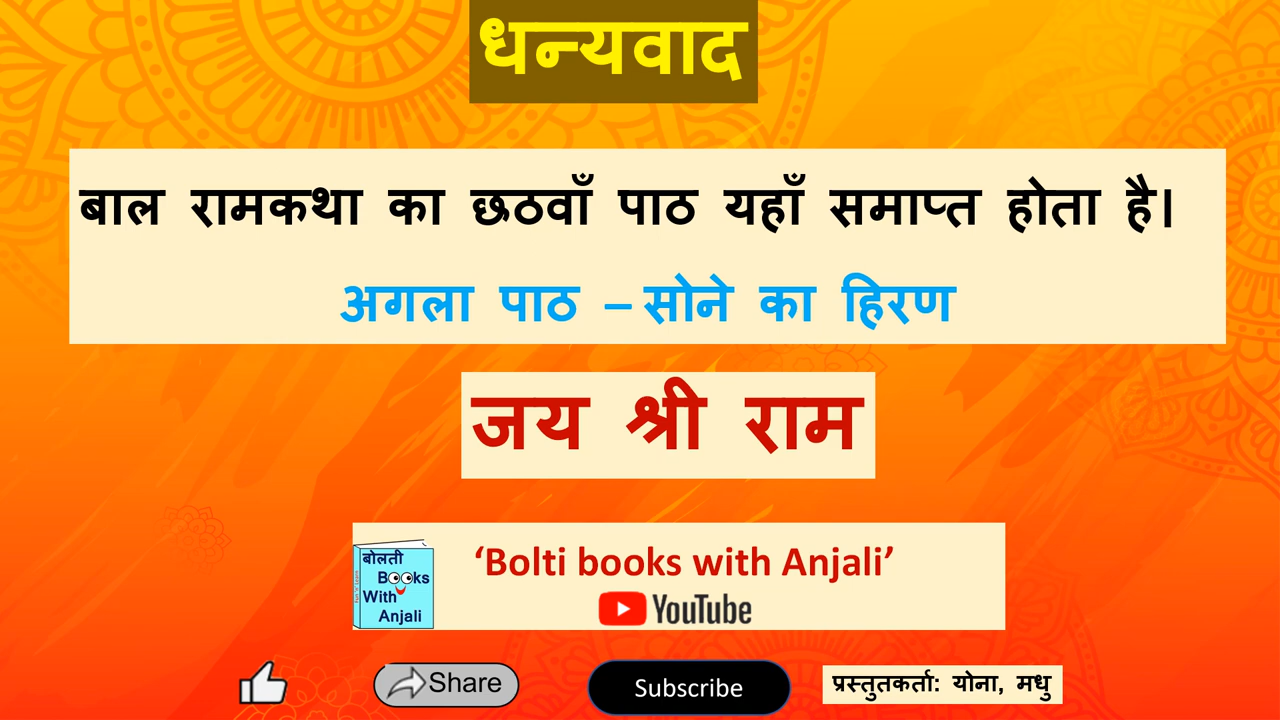 धन्यवाद
बाल रामकथा का छठवाँ पाठ यहाँ समाप्त होता है।
अगला पाठ – सोने का हिरण
जय श्री राम
बोलती
Books
With
Anjali
‘Bolti books with Anjali’
YouTube
Share
Subscribe
प्रस्तुतकर्ता: योना, मधु